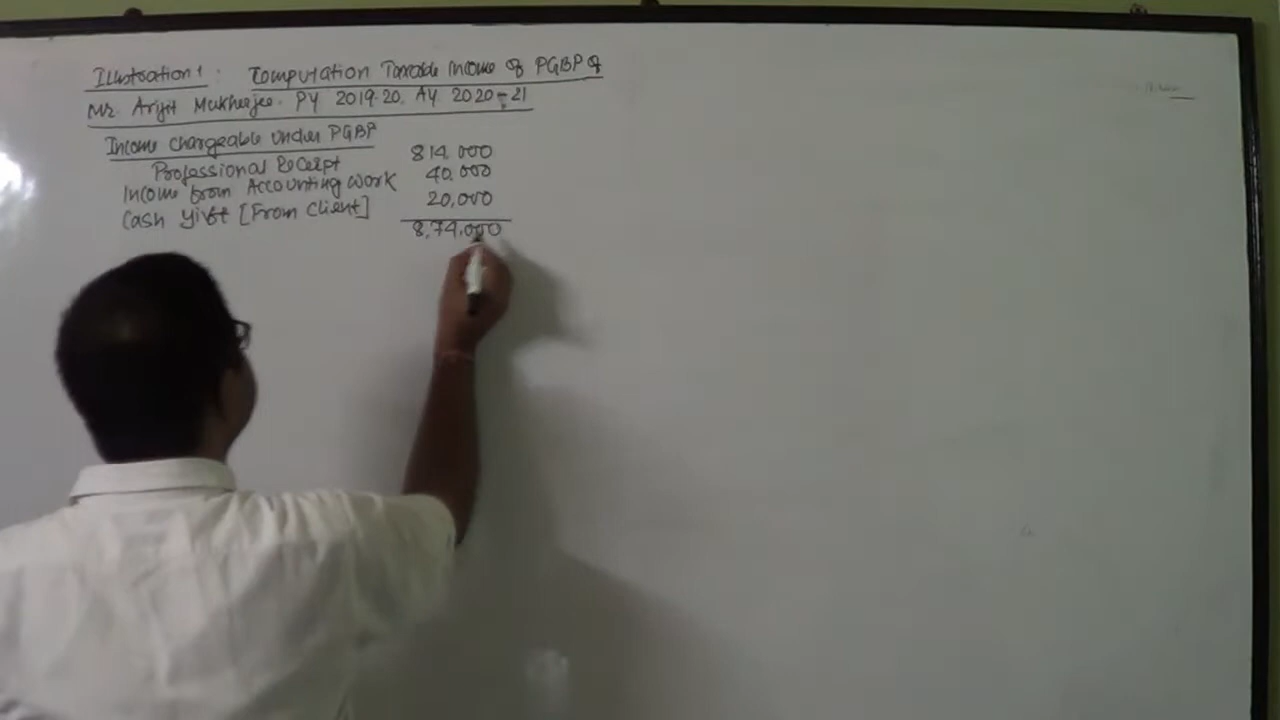 Illustration 1 : Computation Taxable Income of PGBP of
Mr. Arijit Mukherjee. PY 2019-20. AY 2020-21
Income chargeable under PGBP
Professional Receipt 814,000
Income from Accounting work 40,000
Cash gift [From client] 20,000
8,74,000